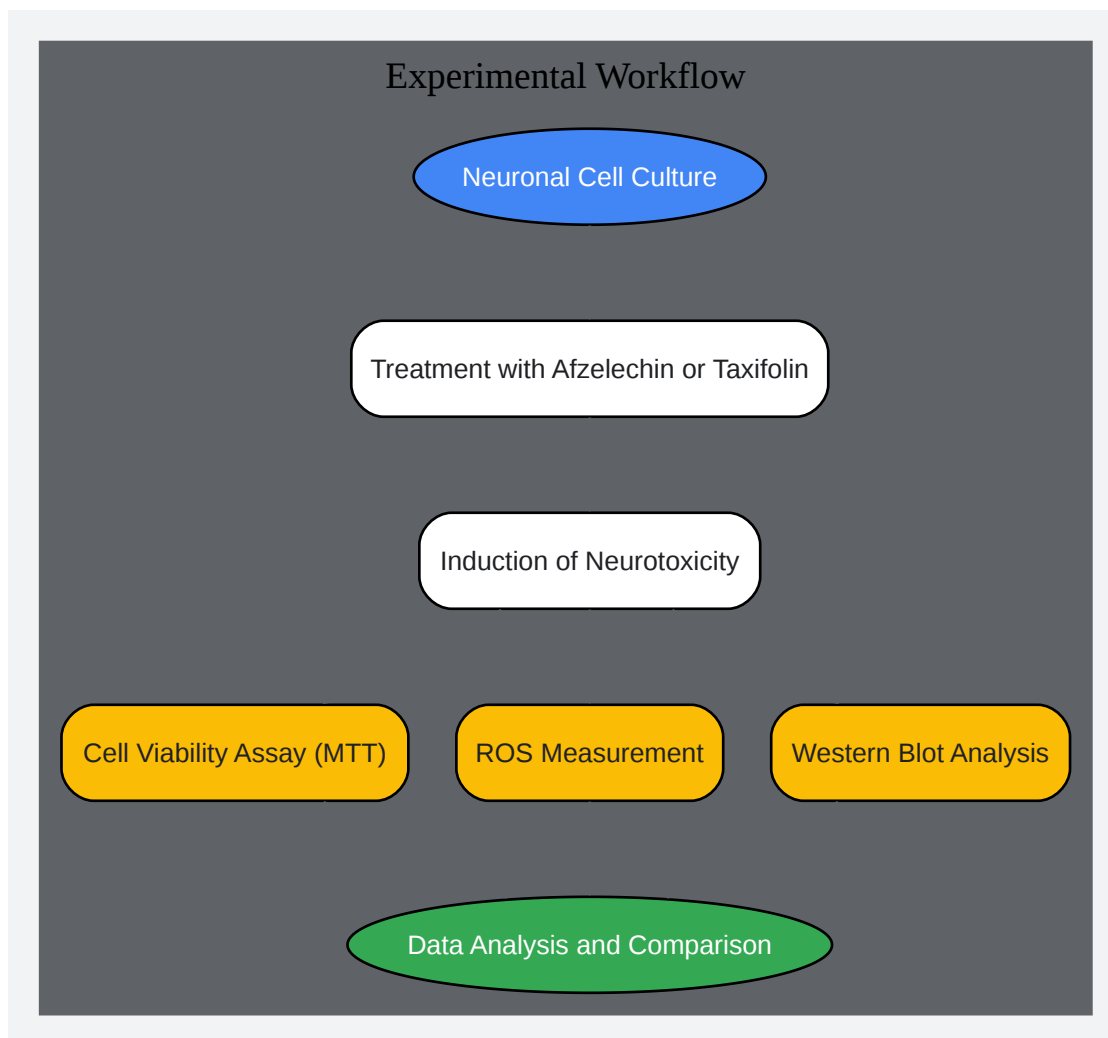 Experimental Workflow
Neuronal Cell Culture
Treatment with Afzelechin or Taxifolin
Induction of Neurotoxicity
Cell Viability Assay (MTT)
ROS Measurement
Western Blot Analysis
Data Analysis and Comparison